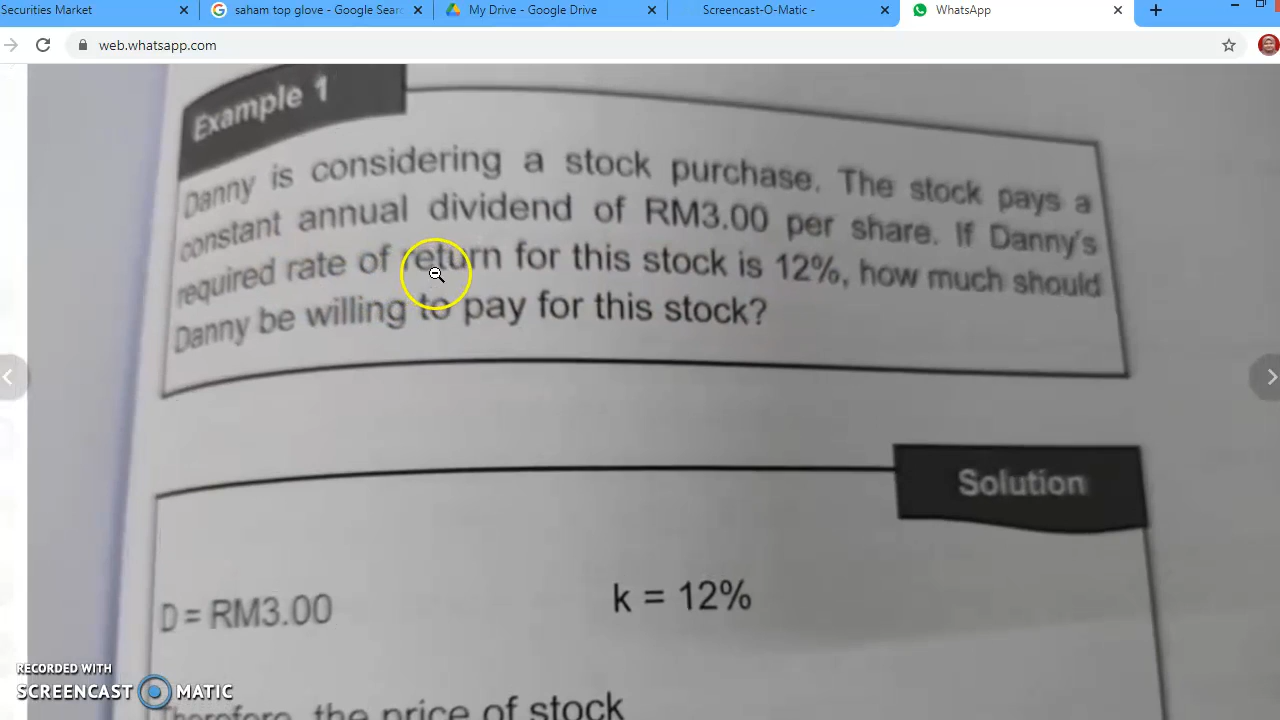 Securities Market
saham top glove - Google Sear
My Drive - Google Drive
Screencast-O-Matic -
WhatsApp
web.whatsapp.com
Example 1
Danny is considering a stock purchase. The stock pays a
constant annual dividend of RM3.00 per share. If Danny's
required rate of return for this stock is 12%, how much should
Danny be willing to pay for this stock?
Solution
D = RM3.00
k = 12%
Therefore, the price of stock
RECORDED WITH
SCREENCAST MATIC